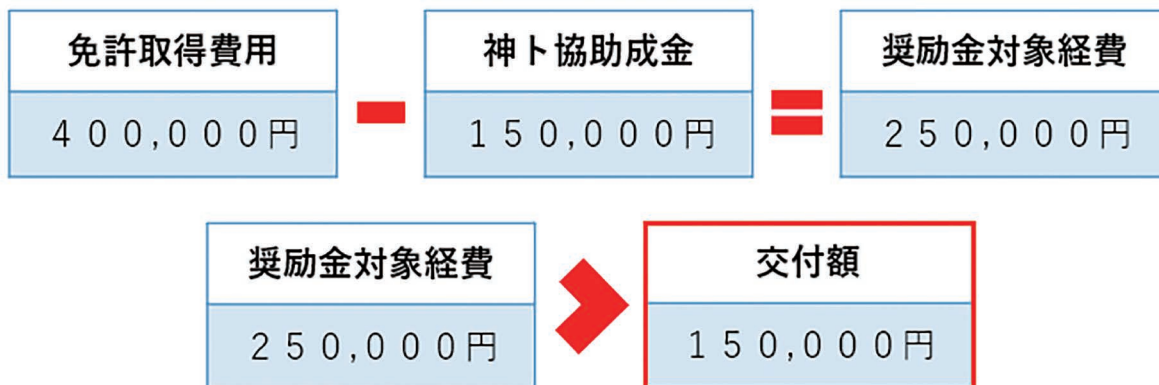 免許取得費用
400,000円
神ト協助成金
150,000円
奨励金対象経費
250,000円
奨励金対象経費
250,000円
交付額
150,000円